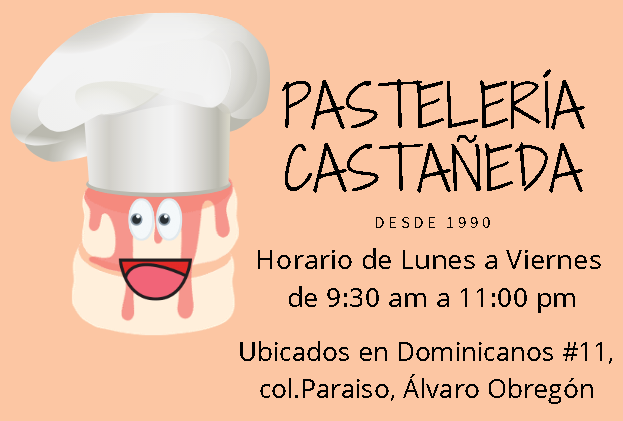 PASTELERÍA
CASTAÑEDA
DESDE 1990
Horario de Lunes a Viernes
de 9:30 am a 11:00 pm
Ubicados en Dominicanos #11,
col.Paraiso, Álvaro Obregón